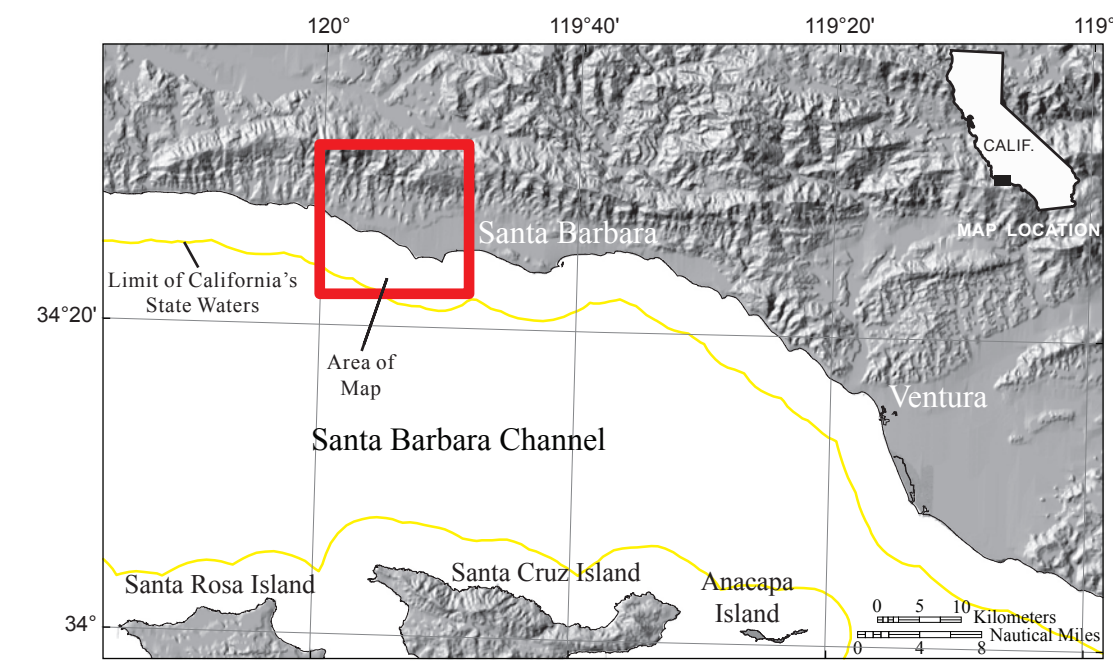 120°
119°40'
119°20'
119°
CALIF.
MAP LOCATION
Santa Barbara
Limit of California's
State Waters
34°20'
Area of
Map
Ventura
Santa Barbara Channel
Santa Rosa Island
Santa Cruz Island
Anacapa
Island
34°
0 5 10 Kilometers
Nautical Miles
0 4 8